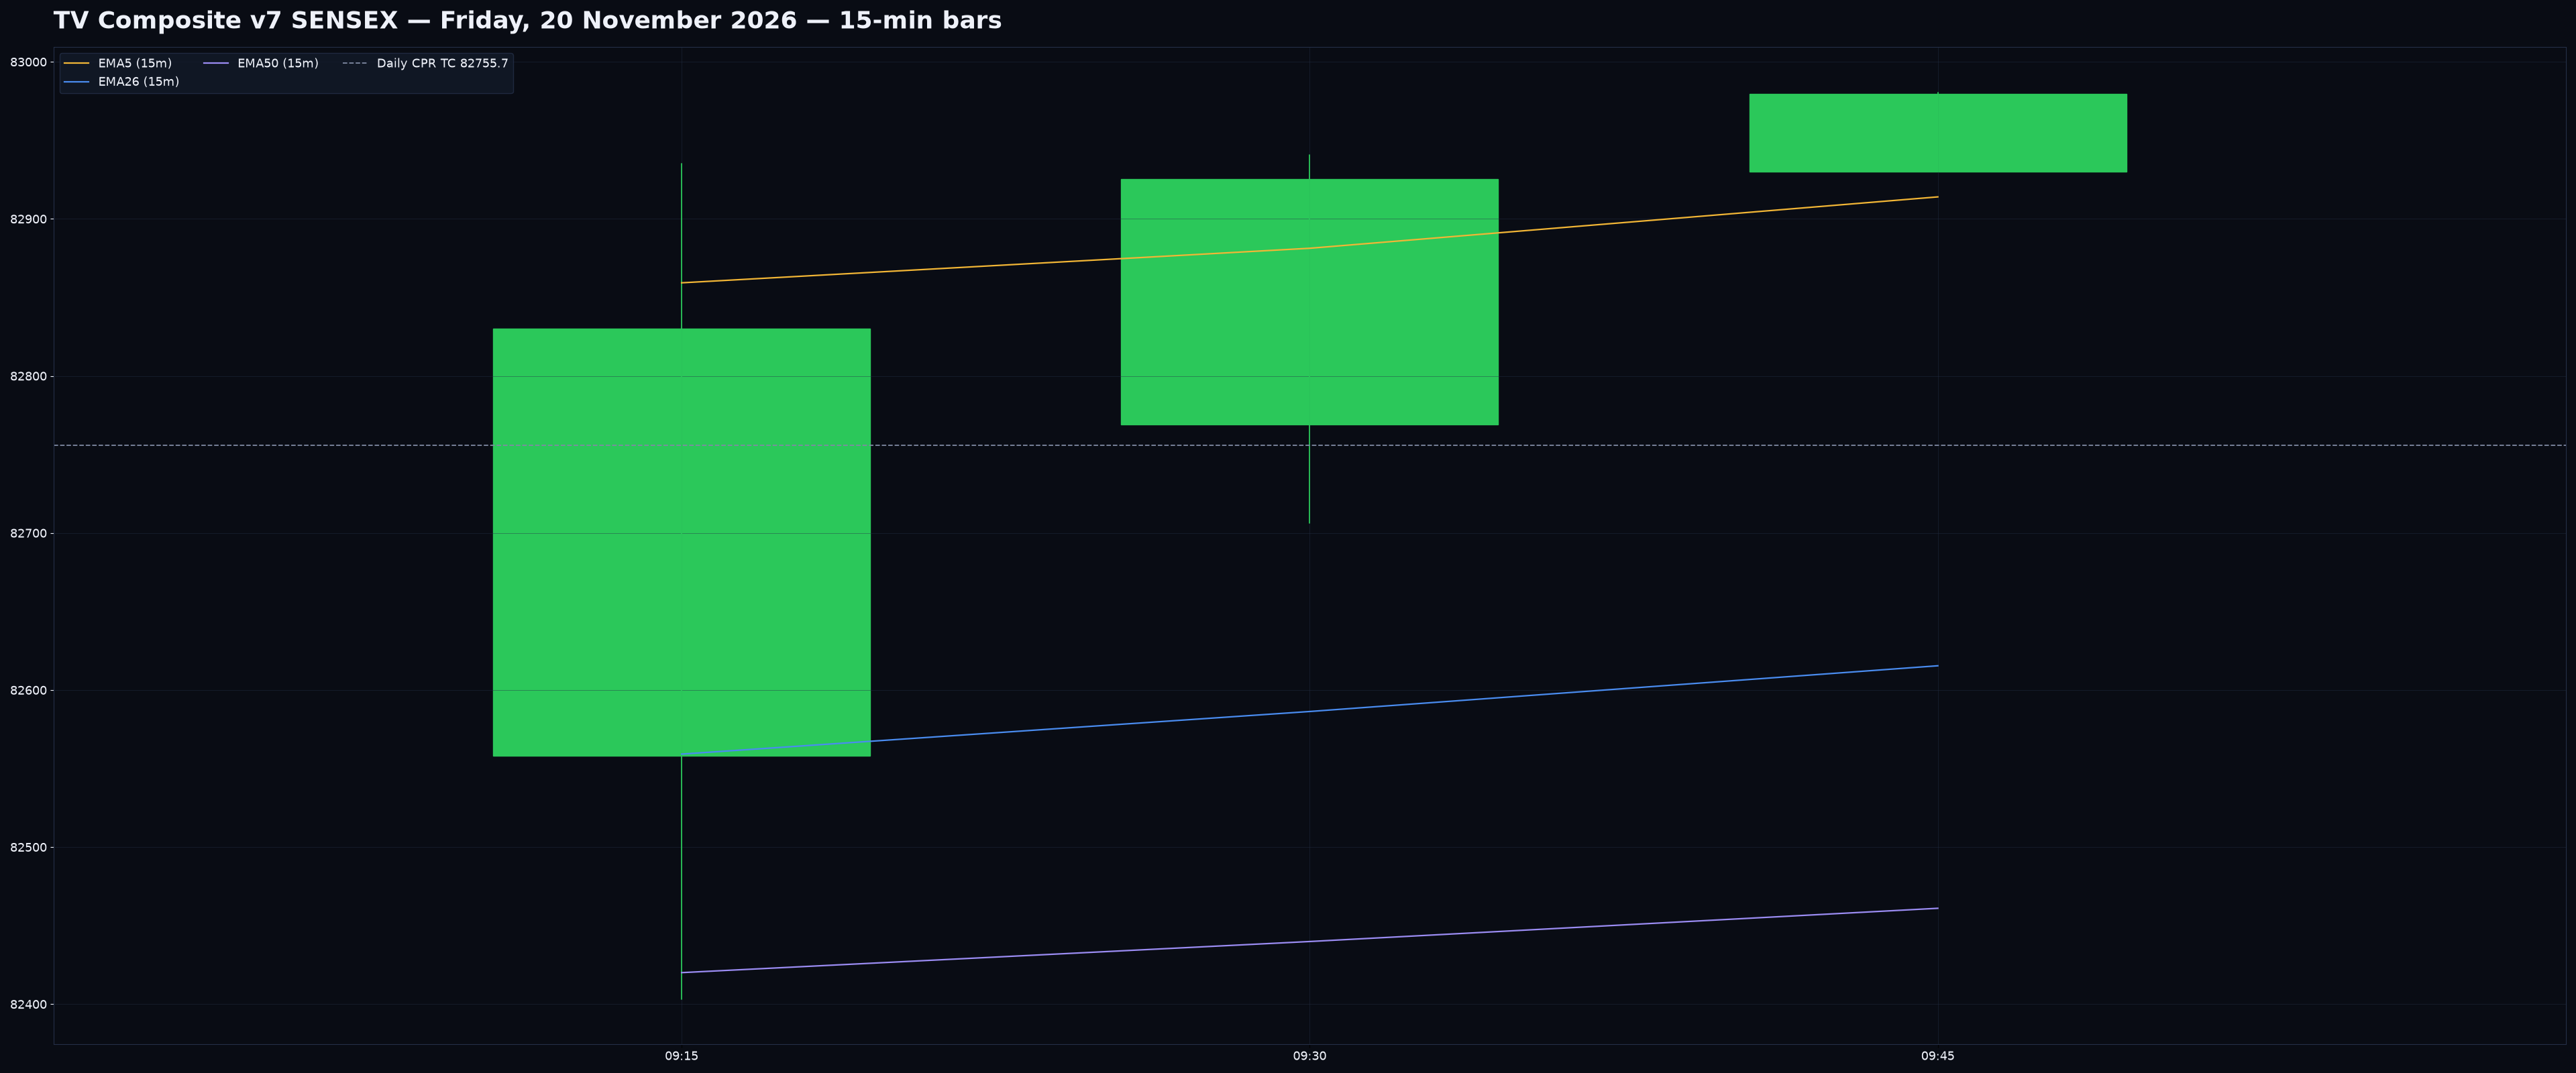 TV Composite v7 SENSEX — Friday, 20 November 2026 — 15-min bars
EMA5 (15m) EMA50 (15m) Daily CPR TC 82755.7
EMA26 (15m)
83000
82900
82800
82700
82600
82500
82400
09:15 09:30 09:45